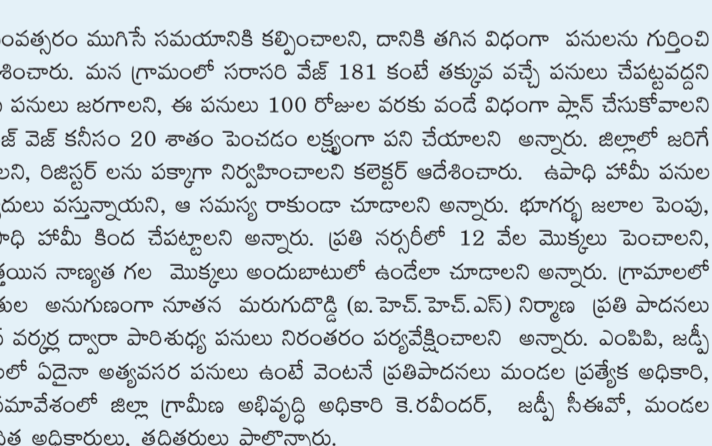 ంవత్సరం ముగిసే సమయానికి కల్పించాలని, దానికి తగిన విధంగా పనులను గుర్తించి
శించారు. మన గ్రామంలో సరాసరి వేజ్ 181 కంటే తక్కువ వచ్చే పనులు చేపట్టవద్దని
పనులు జరగాలని, ఈ పనులు 100 రోజుల వరకు వండే విధంగా ప్లాన్ చేసుకోవాలని
జ్ వెజ్ కనీసం 20 శాతం పెంచడం లక్ష్యంగా పని చేయాలని అన్నారు. జిల్లాలో జరిగే
లని, రిజిస్టర్ లను పక్కాగా నిర్వహించాలని కలెక్టర్ ఆదేశించారు. ఉపాధి హామీ పనుల
దులు వస్తున్నాయని, ఆ సమస్య రాకుండా చూడాలని అన్నారు. భూగర్భ జలాల పెంపు,
ాధి హామీ కింద చేపట్టాలని అన్నారు. ప్రతి నర్సరీలో 12 వేల మొక్కలు పెంచాలని,
త్తయిన నాణ్యత గల మొక్కలు అందుబాటులో ఉండేలా చూడాలని అన్నారు. గ్రామాలలో
తుల అనుగుణంగా నూతన మరుగుదొడ్డి (ఐ.హెచ్.హెచ్.ఎస్) నిర్మాణ ప్రతి పాదనలు
వర్కర్ల ద్వారా పారిశుధ్య పనులు నిరంతరం పర్యవేక్షించాలని అన్నారు. ఎంపిపి, జడ్పీ
లలో ఏదైనా అత్యవసర పనులు ఉంటే వెంటనే ప్రతిపాదనలు మండల ప్రత్యేక అధికారి,
సమావేశంలో జిల్లా గ్రామీణ అభివృద్ధి అధికారి కె.రవీందర్, జడ్పీ సీఈవో, మండల
అధికారులు, తదితరులు పాల్గొన్నారు.